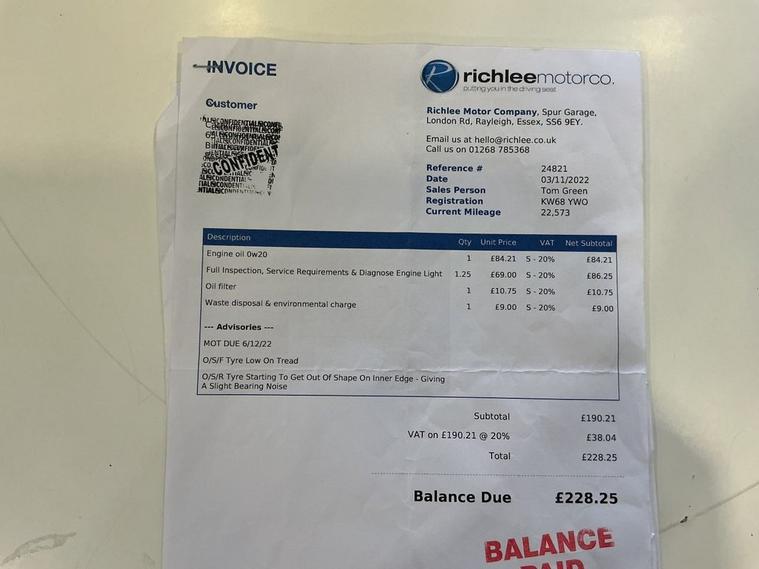 INVOICE
richleemotorco.
putting you in the driving seat
Customer
Richlee Motor Company, Spur Garage,
London Rd, Rayleigh, Essex, SS6 9EY.
CONFIDENT
Email us at hello@richlee.co.uk
Call us on 01268 785368
Reference # 24821
Date 03/11/2022
Sales Person Tom Green
Registration KW68 YWO
Current Mileage 22,573
Description Qty Unit Price VAT Net Subtotal
Engine oil 0w20 1 £84.21 S - 20% £84.21
Full Inspection, Service Requirements & Diagnose Engine Light 1.25 £69.00 S - 20% £86.25
Oil filter 1 £10.75 S - 20% £10.75
Waste disposal & environmental charge 1 £9.00 S - 20% £9.00
--- Advisories ---
MOT DUE 6/12/22
O/S/F Tyre Low On Tread
O/S/R Tyre Starting To Get Out Of Shape On Inner Edge - Giving
A Slight Bearing Noise
Subtotal £190.21
VAT on £190.21 @ 20% £38.04
Total £228.25
Balance Due £228.25
BALANCE
PAID